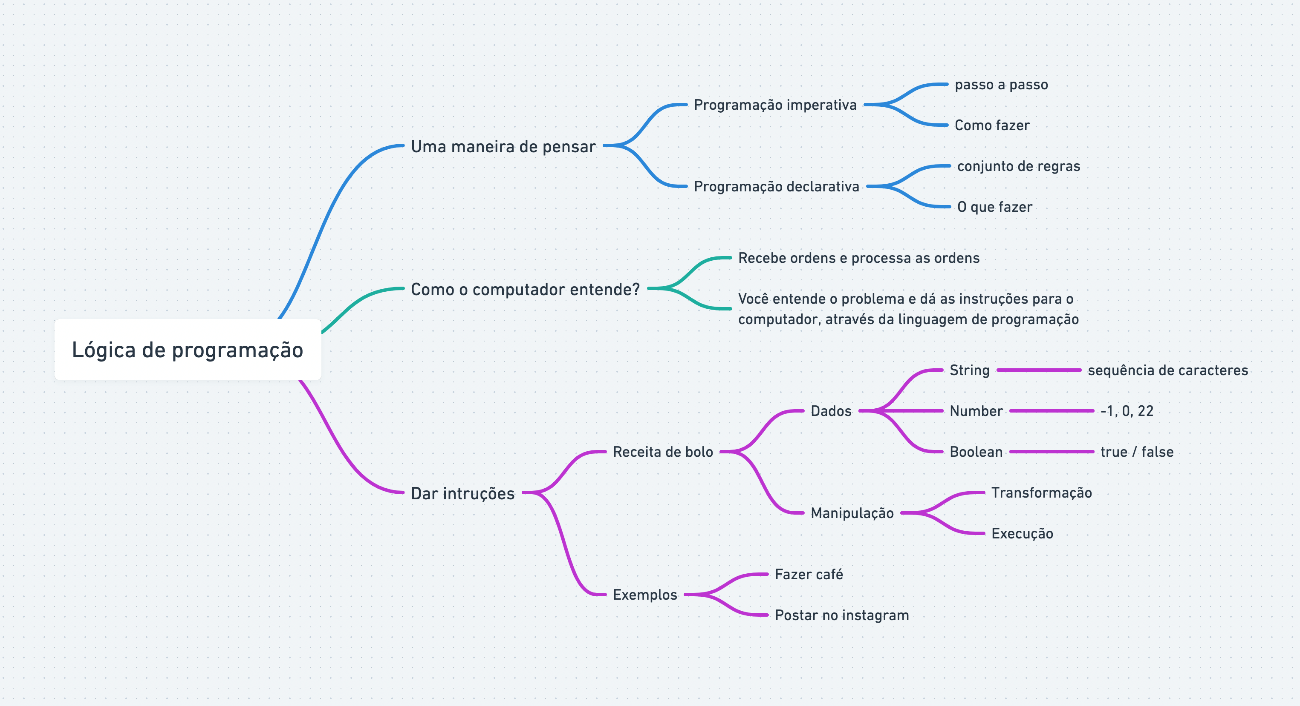 Lógica de programação
Uma maneira de pensar
Programação imperativa
passo a passo
Como fazer
Programação declarativa
conjunto de regras
O que fazer
Como o computador entende?
Recebe ordens e processa as ordens
Você entende o problema e dá as instruções para o
computador, através da linguagem de programação
Dar intruções
Receita de bolo
Dados
String
sequência de caracteres
Number
-1, 0, 22
Boolean
true / false
Manipulação
Transformação
Execução
Exemplos
Fazer café
Postar no instagram